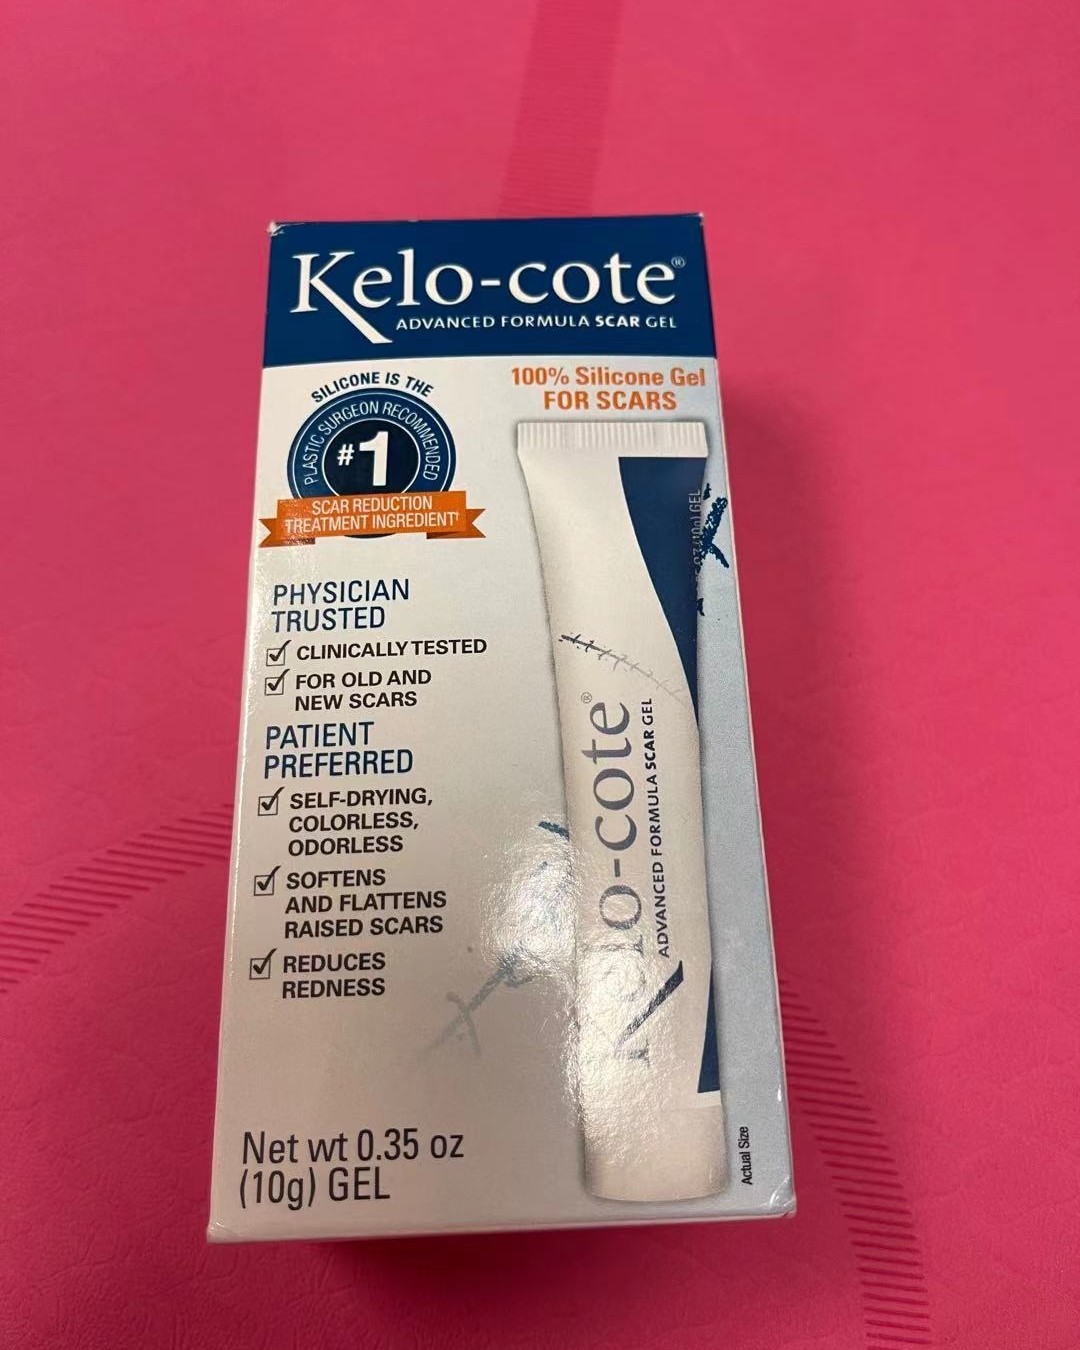 Kelo-cote®
ADVANCED FORMULA SCAR GEL
SILICONE IS THE
PLASTIC SURGEON RECOMMENDED
#1
SCAR REDUCTION
TREATMENT INGREDIENT†
100% Silicone Gel
FOR SCARS
PHYSICIAN
TRUSTED
CLINICALLY TESTED
FOR OLD AND
NEW SCARS
PATIENT
PREFERRED
SELF-DRYING,
COLORLESS,
ODORLESS
SOFTENS
AND FLATTENS
RAISED SCARS
REDUCES
REDNESS
Kelo-cote®
ADVANCED FORMULA SCAR GEL
GEL
Net wt 0.35 oz
(10g) GEL
Actual Size